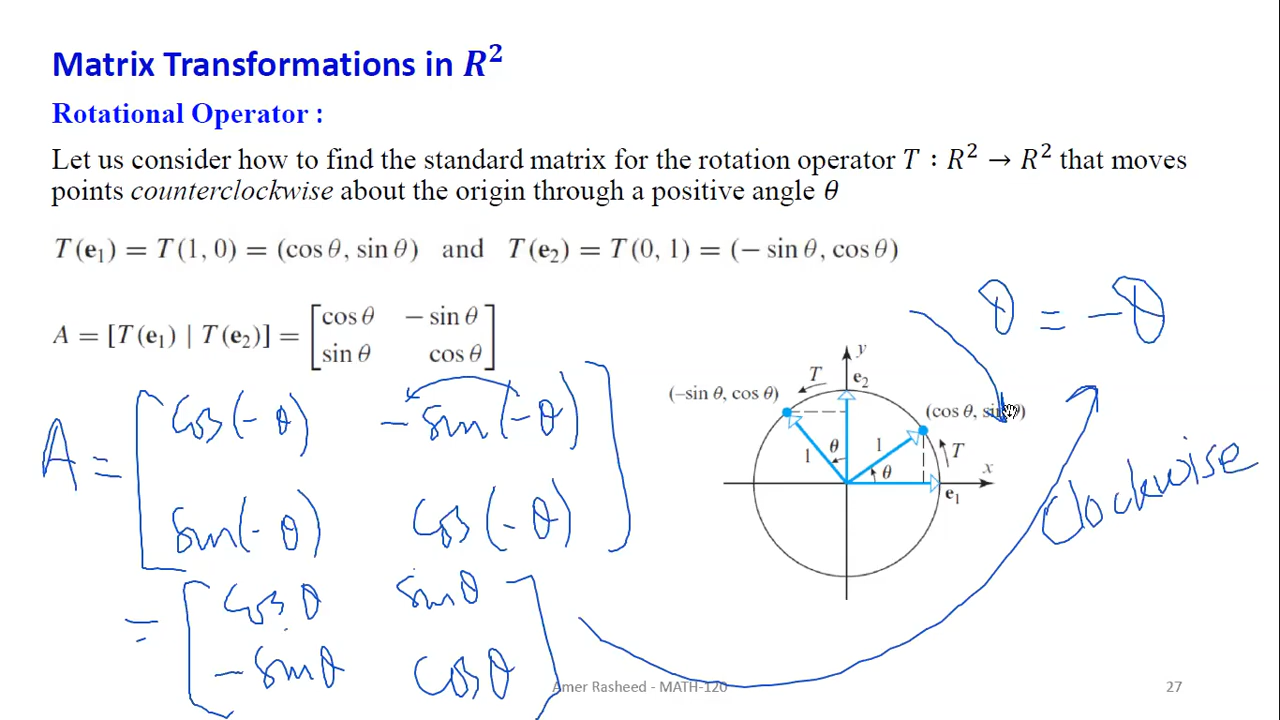 Matrix Transformations in R²
Rotational Operator :
Let us consider how to find the standard matrix for the rotation operator T : R² → R² that moves
points counterclockwise about the origin through a positive angle θ
T(e₁) = T(1, 0) = (cos θ, sin θ) and T(e₂) = T(0, 1) = (− sin θ, cos θ)
A = [T(e₁) | T(e₂)] = [cos θ − sin θ
sin θ cos θ]
θ = −θ
A = [cos(−θ) −sin(−θ)
sin(−θ) cos(−θ)]
= [cos θ sin θ
− sin θ cos θ]
y
T e₂
(−sin θ, cos θ)
(cos θ, sin θ)
θ 1 T
1 θ x
e₁
clockwise
Amer Rasheed - MATH-120
27